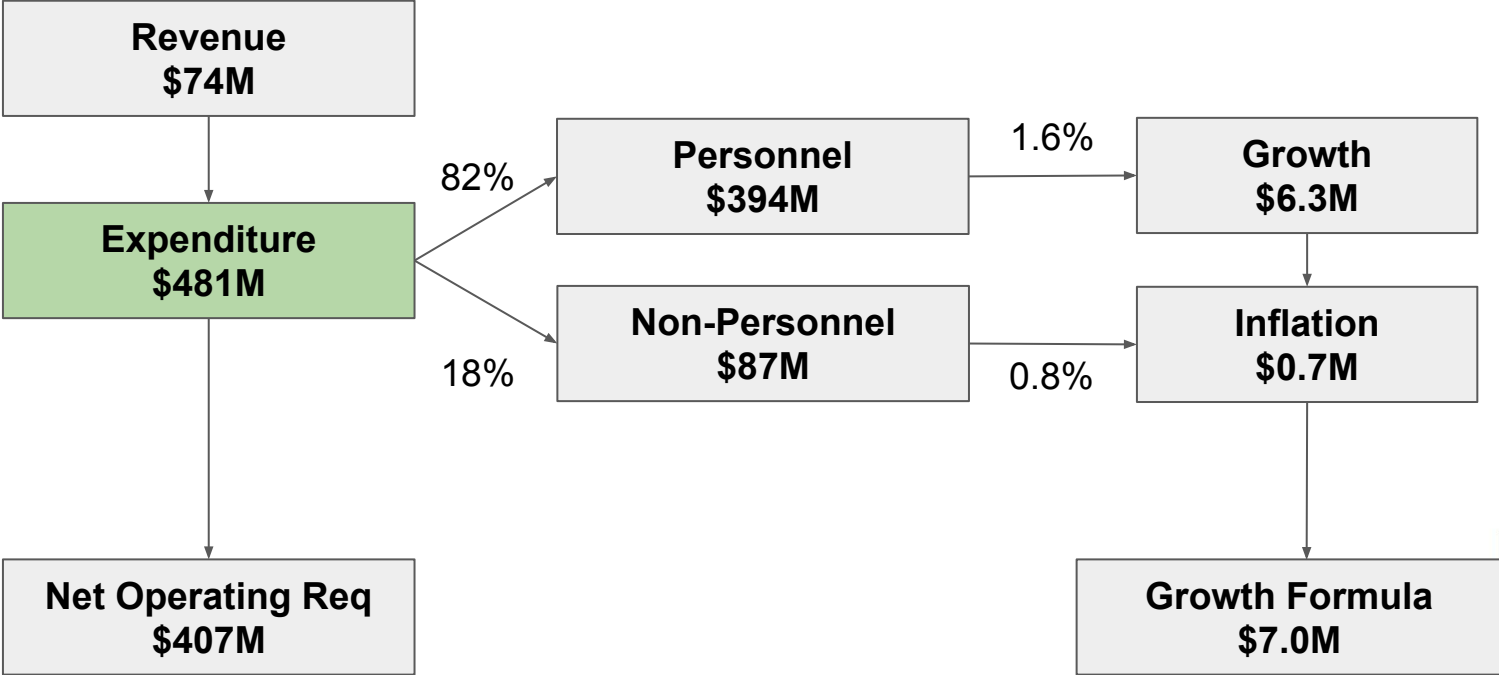 Revenue
$74M
Expenditure
$481M
82%
18%
Personnel
$394M
Non-Personnel
$87M
1.6%
0.8%
Growth
$6.3M
Inflation
$0.7M
Net Operating Req
$407M
Growth Formula
$7.0M